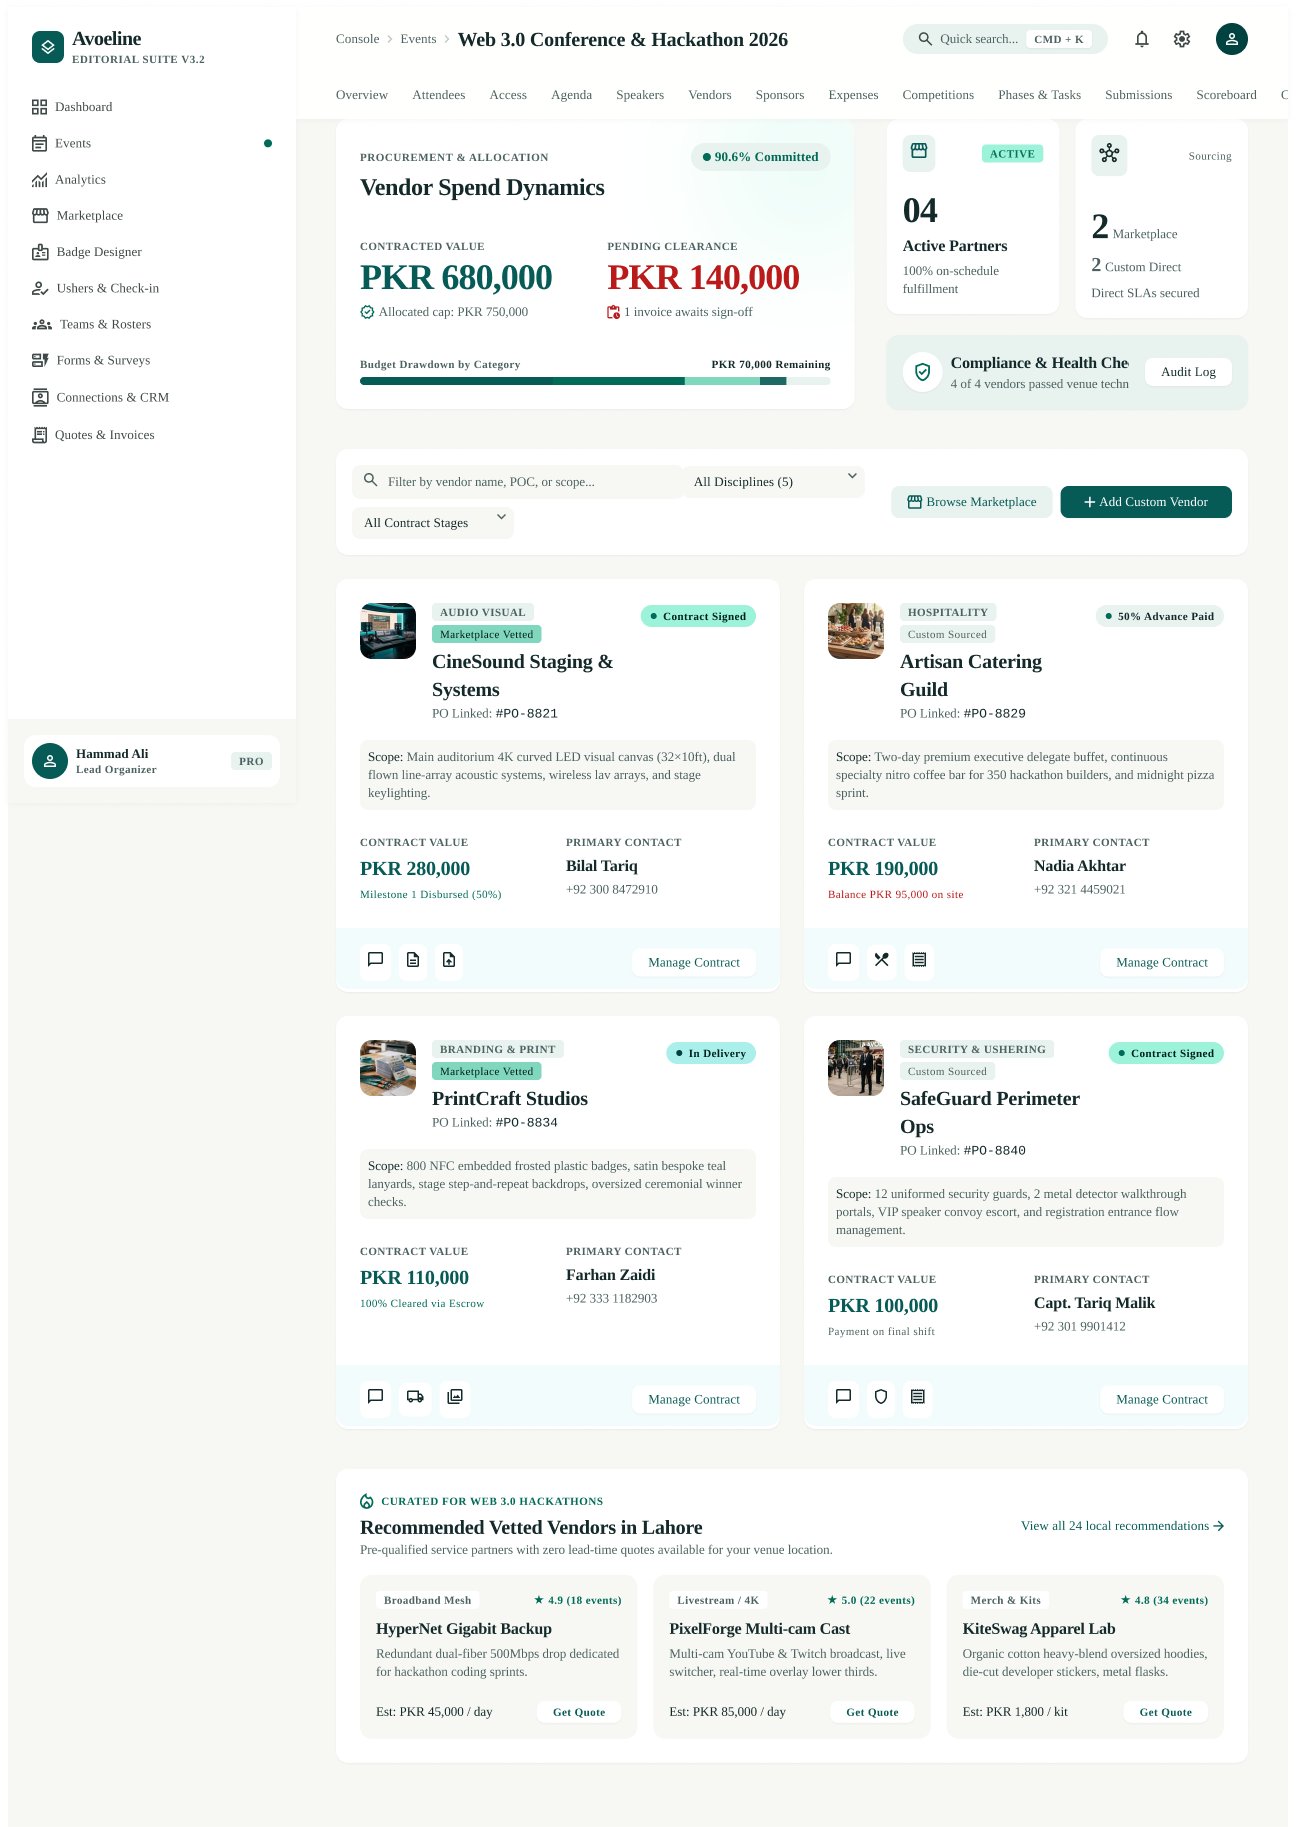 Avoeline
EDITORIAL SUITE V3.2
Dashboard
Events
Analytics
Marketplace
Badge Designer
Ushers & Check-in
Teams & Rosters
Forms & Surveys
Connections & CRM
Quotes & Invoices
Hammad Ali
Lead Organizer
PRO
Console > Events > Web 3.0 Conference & Hackathon 2026
Quick search... CMD + K
Overview Attendees Access Agenda Speakers Vendors Sponsors Expenses Competitions Phases & Tasks Submissions Scoreboard C
PROCUREMENT & ALLOCATION
90.6% Committed
Vendor Spend Dynamics
CONTRACTED VALUE
PKR 680,000
Allocated cap: PKR 750,000
PENDING CLEARANCE
PKR 140,000
1 invoice awaits sign-off
Budget Drawdown by Category
PKR 70,000 Remaining
ACTIVE
04
Active Partners
100% on-schedule
fulfillment
Sourcing
2 Marketplace
2 Custom Direct
Direct SLAs secured
Compliance & Health Che
4 of 4 vendors passed venue techn
Audit Log
Filter by vendor name, POC, or scope...
All Disciplines (5)
All Contract Stages
Browse Marketplace
Add Custom Vendor
AUDIO VISUAL
Marketplace Vetted
Contract Signed
CineSound Staging &
Systems
PO Linked: #PO-8821
Scope: Main auditorium 4K curved LED visual canvas (32×10ft), dual
flown line-array acoustic systems, wireless lav arrays, and stage
keylighting.
CONTRACT VALUE
PKR 280,000
Milestone 1 Disbursed (50%)
PRIMARY CONTACT
Bilal Tariq
+92 300 8472910
Manage Contract
HOSPITALITY
Custom Sourced
50% Advance Paid
Artisan Catering
Guild
PO Linked: #PO-8829
Scope: Two-day premium executive delegate buffet, continuous
specialty nitro coffee bar for 350 hackathon builders, and midnight pizza
sprint.
CONTRACT VALUE
PKR 190,000
Balance PKR 95,000 on site
PRIMARY CONTACT
Nadia Akhtar
+92 321 4459021
Manage Contract
BRANDING & PRINT
Marketplace Vetted
In Delivery
PrintCraft Studios
PO Linked: #PO-8834
Scope: 800 NFC embedded frosted plastic badges, satin bespoke teal
lanyards, stage step-and-repeat backdrops, oversized ceremonial winner
checks.
CONTRACT VALUE
PKR 110,000
100% Cleared via Escrow
PRIMARY CONTACT
Farhan Zaidi
+92 333 1182903
Manage Contract
SECURITY & USHERING
Custom Sourced
Contract Signed
SafeGuard Perimeter
Ops
PO Linked: #PO-8840
Scope: 12 uniformed security guards, 2 metal detector walkthrough
portals, VIP speaker convoy escort, and registration entrance flow
management.
CONTRACT VALUE
PKR 100,000
Payment on final shift
PRIMARY CONTACT
Capt. Tariq Malik
+92 301 9901412
Manage Contract
CURATED FOR WEB 3.0 HACKATHONS
Recommended Vetted Vendors in Lahore
Pre-qualified service partners with zero lead-time quotes available for your venue location.
View all 24 local recommendations →
Broadband Mesh
★ 4.9 (18 events)
HyperNet Gigabit Backup
Redundant dual-fiber 500Mbps drop dedicated
for hackathon coding sprints.
Est: PKR 45,000 / day
Get Quote
Livestream / 4K
★ 5.0 (22 events)
PixelForge Multi-cam Cast
Multi-cam YouTube & Twitch broadcast, live
switcher, real-time overlay lower thirds.
Est: PKR 85,000 / day
Get Quote
Merch & Kits
★ 4.8 (34 events)
KiteSwag Apparel Lab
Organic cotton heavy-blend oversized hoodies,
die-cut developer stickers, metal flasks.
Est: PKR 1,800 / kit
Get Quote